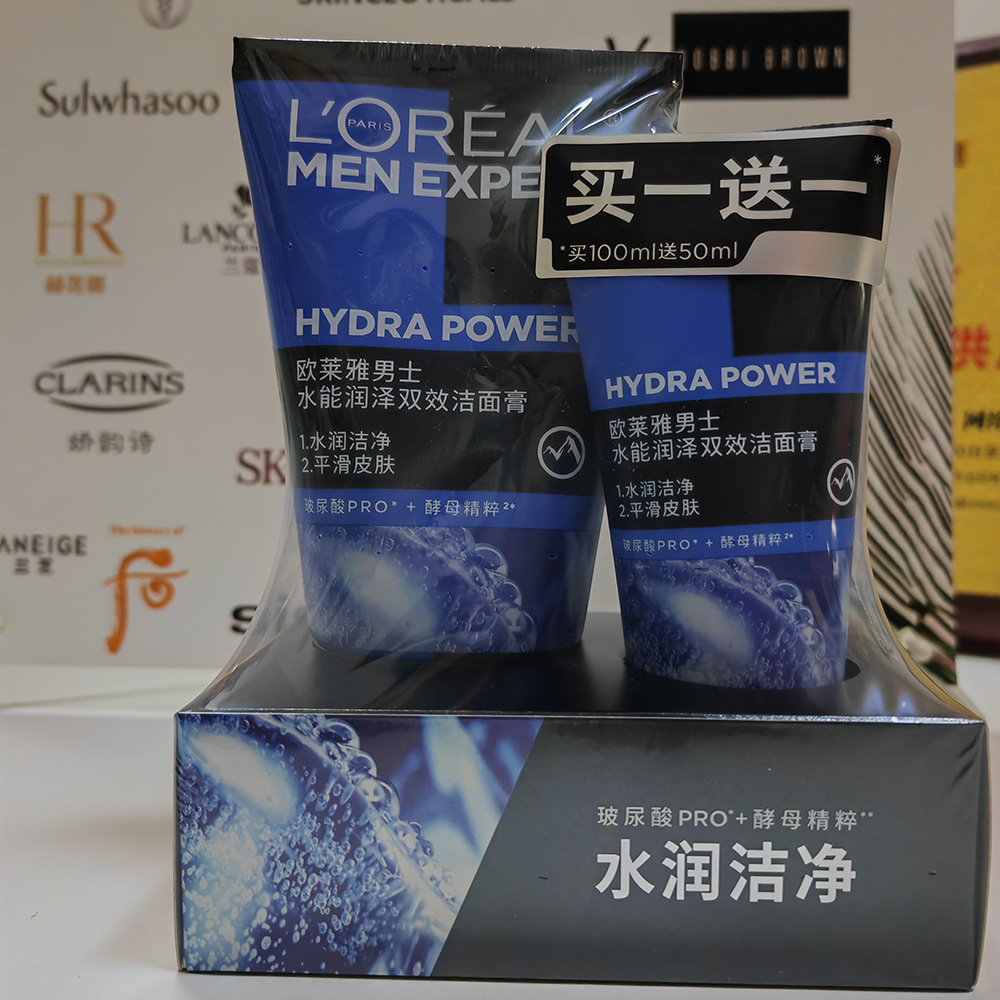 SKINCEUTICALS
Sulwhasoo
BOBBI BROWN
HR
赫莲娜
CLARINS
娇韵诗
SK
ANEIGE
兰芝
The history of
后
L'ORÉAL
PARIS
MEN EXPE
买一送一*
*买100ml送50ml
HYDRA POWER
欧莱雅男士
水能润泽双效洁面膏
1.水润洁净
2.平滑皮肤
玻尿酸PRO* + 酵母精粹2*
HYDRA POWER
欧莱雅男士
水能润泽双效洁面膏
1.水润洁净
2.平滑皮肤
玻尿酸PRO* + 酵母精粹2*
玻尿酸PRO*+酵母精粹**
水润洁净